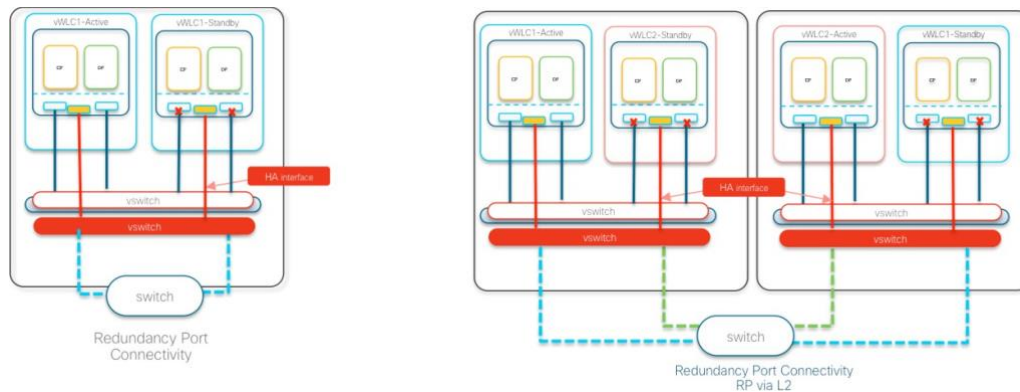 vWLC1-Active
vWLC1-Standby
CP
DP
CP
DP
HA interface
vswitch
vswitch
switch
Redundancy Port
Connectivity
vWLC1-Active
vWLC2-Standby
vWLC2-Active
vWLC1-Standby
CP
DP
CP
DP
CP
DP
CP
DP
HA interface
vswitch
vswitch
vswitch
vswitch
switch
Redundancy Port Connectivity
RP via L2